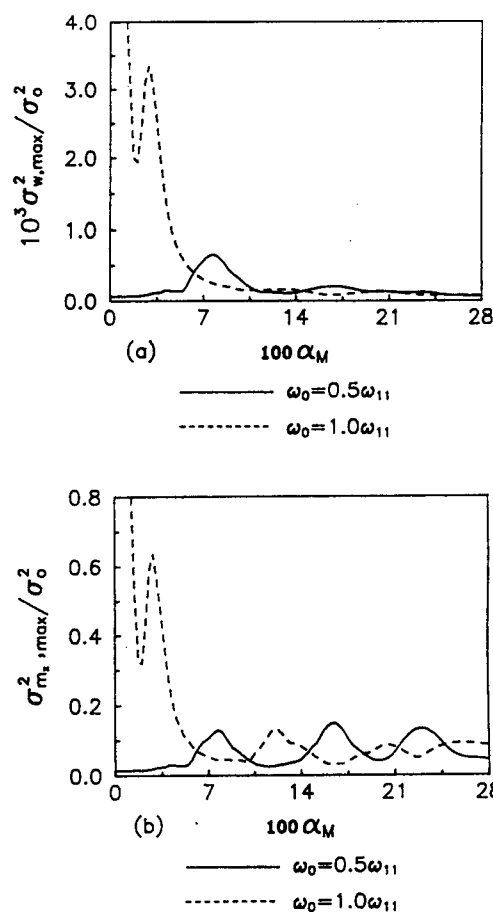 4.0
3.0
2.0
1.0
0.0
10³σ²w,max/σ²o
0 7 14 21 28
(a) 100 αM
ω₀=0.5ω₁₁
ω₀=1.0ω₁₁
0.8
0.6
0.4
0.2
0.0
σ²mx,max/σ²o
0 7 14 21 28
(b) 100 αM
ω₀=0.5ω₁₁
ω₀=1.0ω₁₁